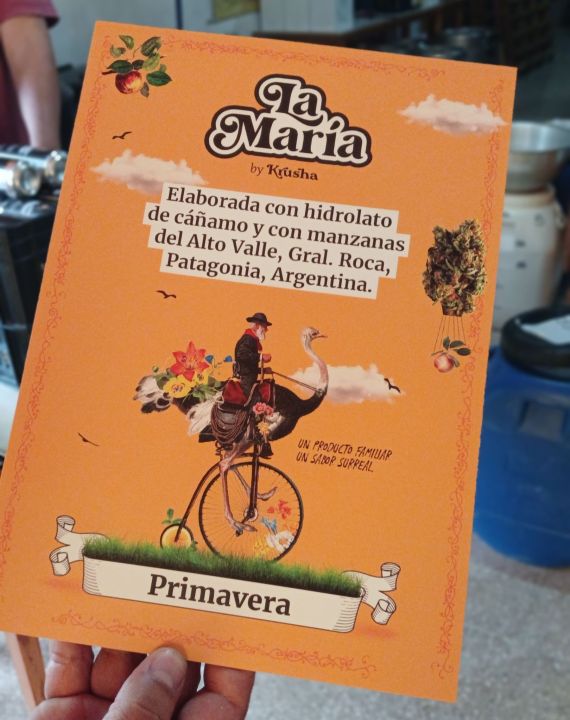 La
María
by Krusha
Elaborada con hidrolato
de cáñamo y con manzanas
del Alto Valle, Gral. Roca,
Patagonia, Argentina.
UN PRODUCTO FAMILIAR
UN SABOR SURREAL.
Primavera